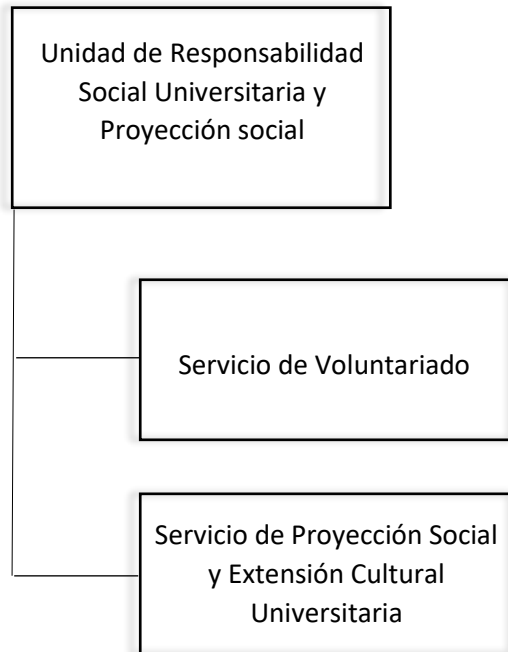 Unidad de Responsabilidad
Social Universitaria y
Proyección social
Servicio de Voluntariado
Servicio de Proyección Social
y Extensión Cultural
Universitaria